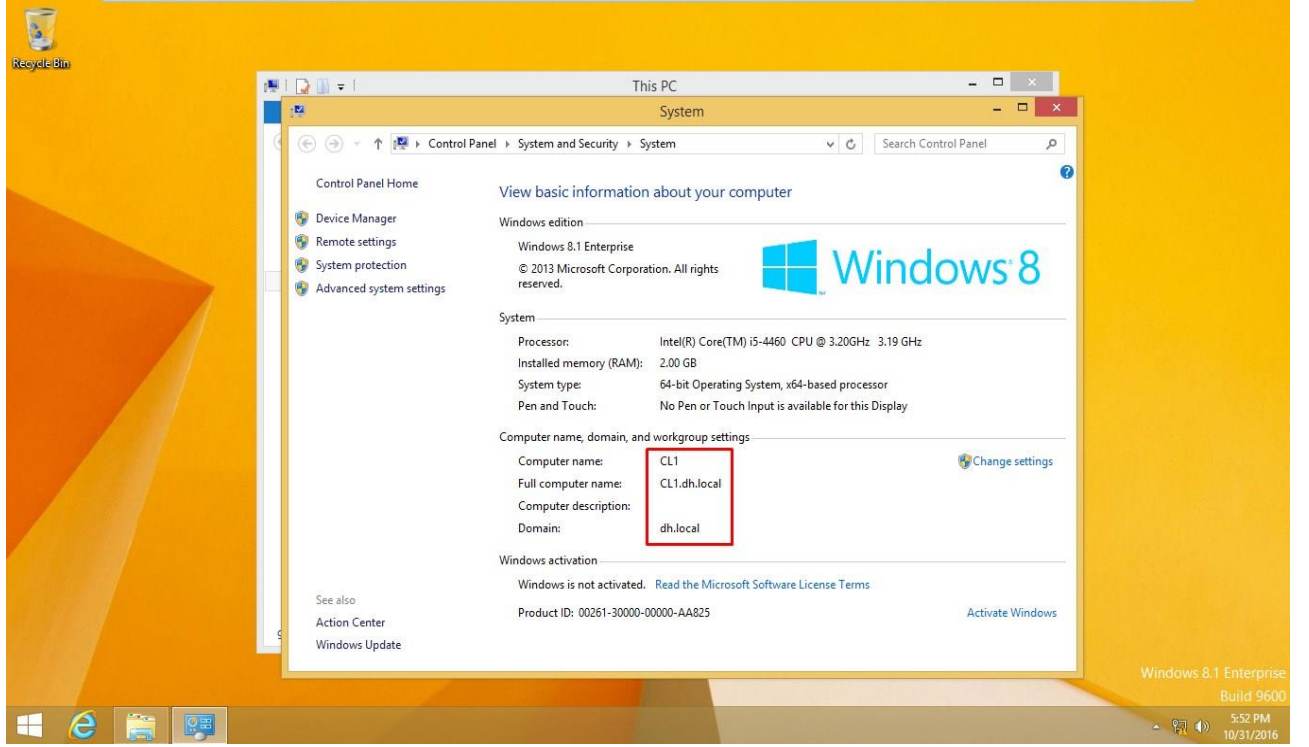 Recycle Bin
This PC
System
Control Panel System and Security System
Search Control Panel
Control Panel Home
Device Manager
Remote settings
System protection
Advanced system settings
See also
Action Center
Windows Update
View basic information about your computer
Windows edition
Windows 8.1 Enterprise
© 2013 Microsoft Corporation. All rights
reserved.
Windows 8
System
Processor: Intel(R) Core(TM) i5-4460 CPU @ 3.20GHz 3.19 GHz
Installed memory (RAM): 2.00 GB
System type: 64-bit Operating System, x64-based processor
Pen and Touch: No Pen or Touch Input is available for this Display
Computer name, domain, and workgroup settings
Computer name: CL1
Change settings
Full computer name: CL1.dh.local
Computer description:
Domain: dh.local
Windows activation
Windows is not activated. Read the Microsoft Software License Terms
Product ID: 00261-30000-00000-AA825
Activate Windows
Windows 8.1 Enterprise
Build 9600
5:52 PM
10/31/2016